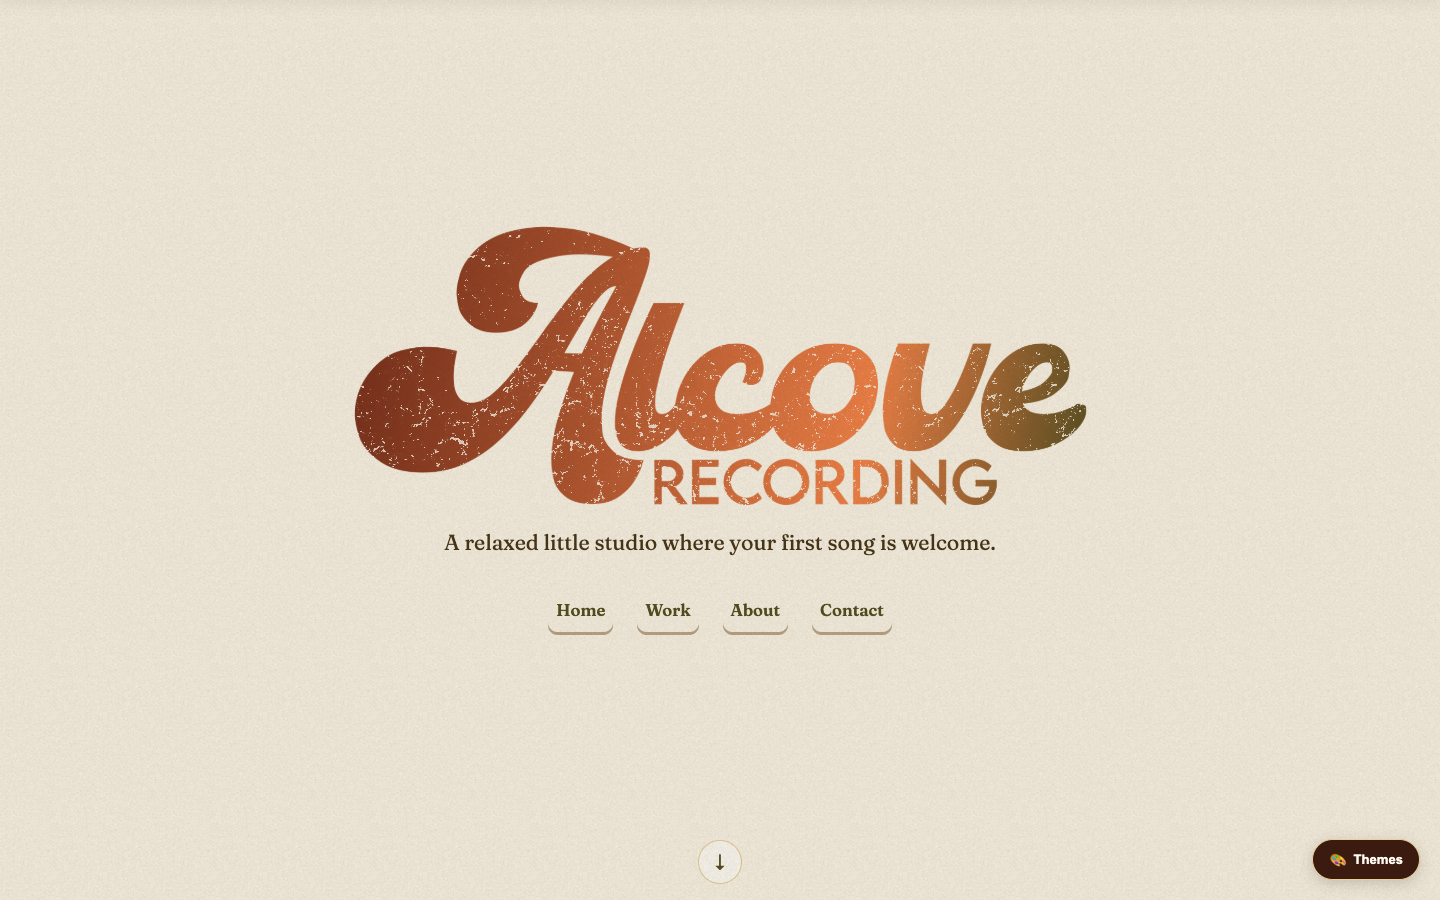 Alcove
RECORDING
A relaxed little studio where your first song is welcome.
Home Work About Contact
↓
🎨 Themes